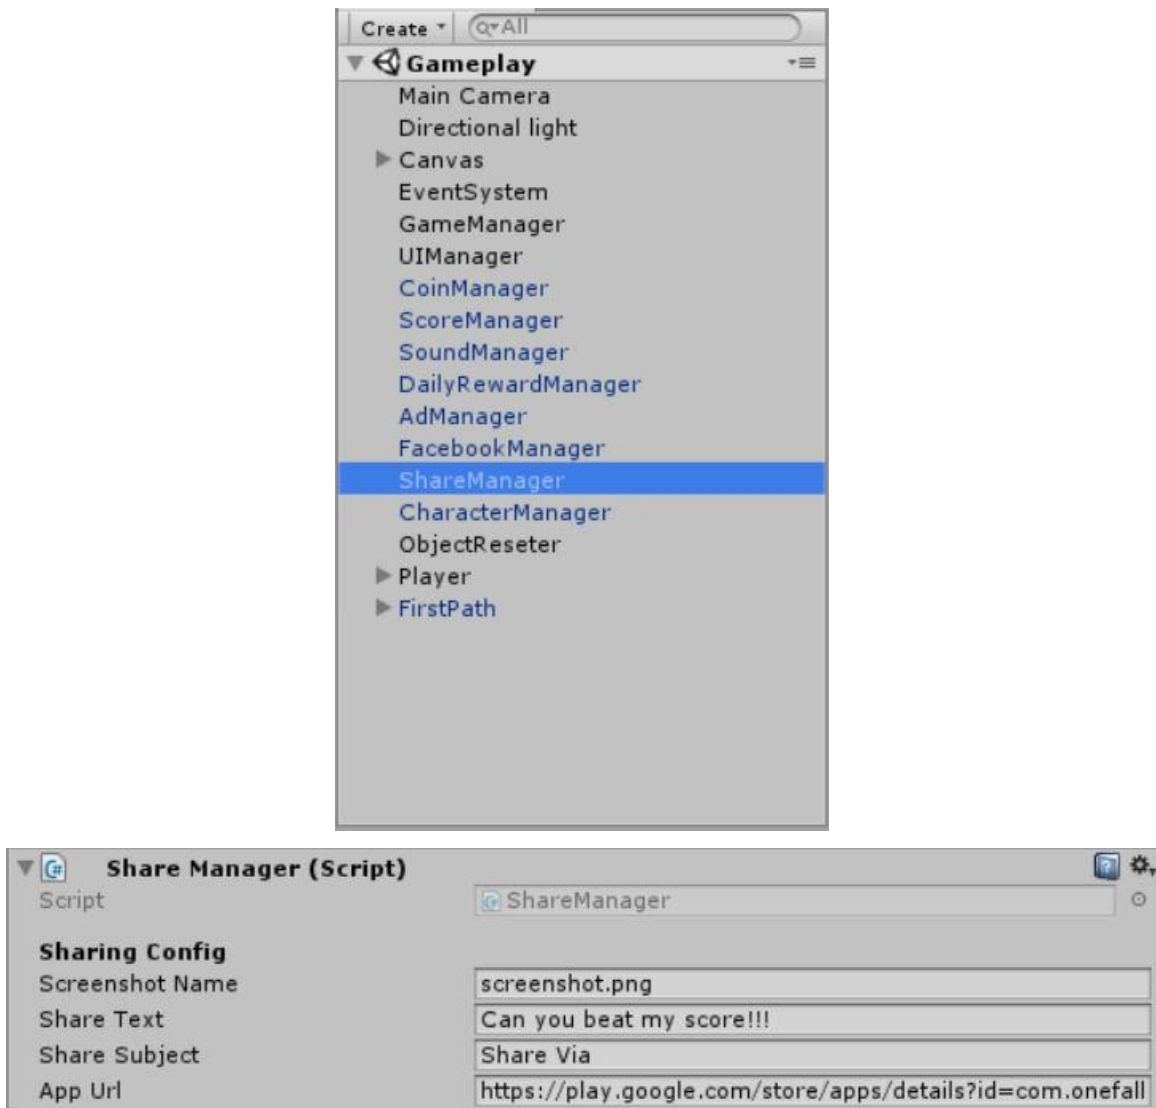 Create All
Gameplay
Main Camera
Directional light
Canvas
EventSystem
GameManager
UIManager
CoinManager
ScoreManager
SoundManager
DailyRewardManager
AdManager
FacebookManager
ShareManager
CharacterManager
ObjectReseter
Player
FirstPath
Share Manager (Script)
Script ShareManager
Sharing Config
Screenshot Name screenshot.png
Share Text Can you beat my score!!!
Share Subject Share Via
App Url https://play.google.com/store/apps/details?id=com.onefall